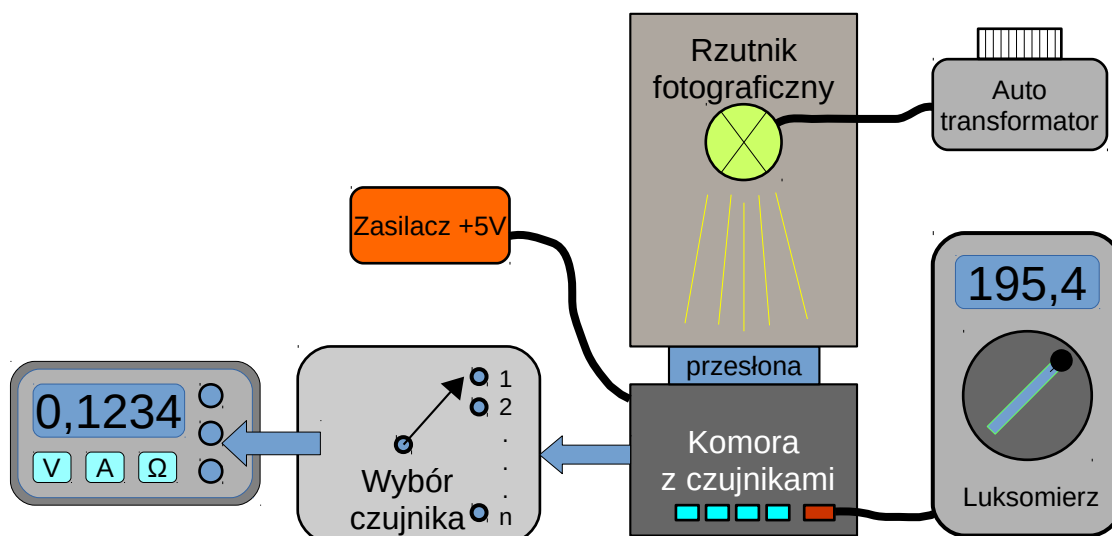 Rzutnik
fotograficzny
Auto
transformator
Zasilacz +5V
195,4
przesłona
0,1234
V A Ω
1
2
.
.
.
n
Wybór
czujnika
Komora
z czujnikami
Luksomierz